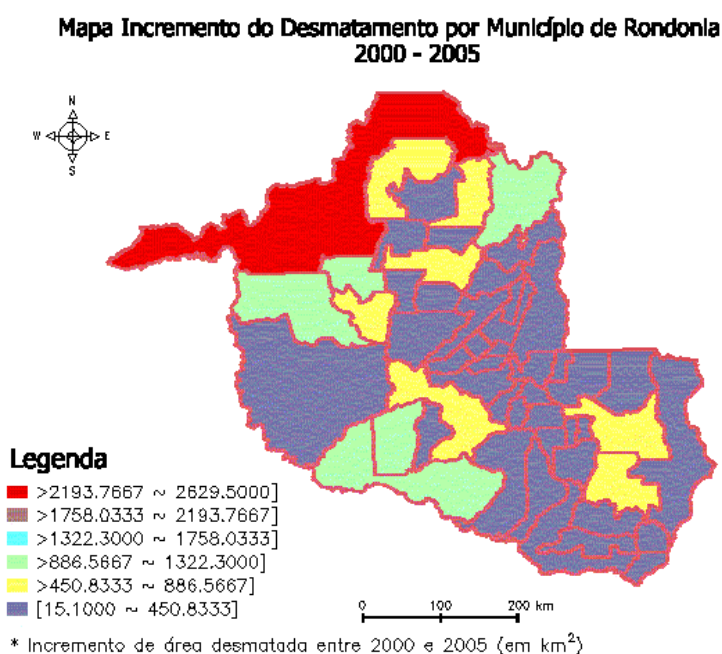 Mapa Incremento do Desmatamento por Município de Rondonia
2000 - 2005
N
W E
S
Legenda
>2193.7667 ~ 2629.5000]
>1758.0333 ~ 2193.7667]
>1322.3000 ~ 1758.0333]
>886.5667 ~ 1322.3000]
>450.8333 ~ 886.5667]
[15.1000 ~ 450.8333]
0 100 200 km
* Incremento de área desmatada entre 2000 e 2005 (em km²)